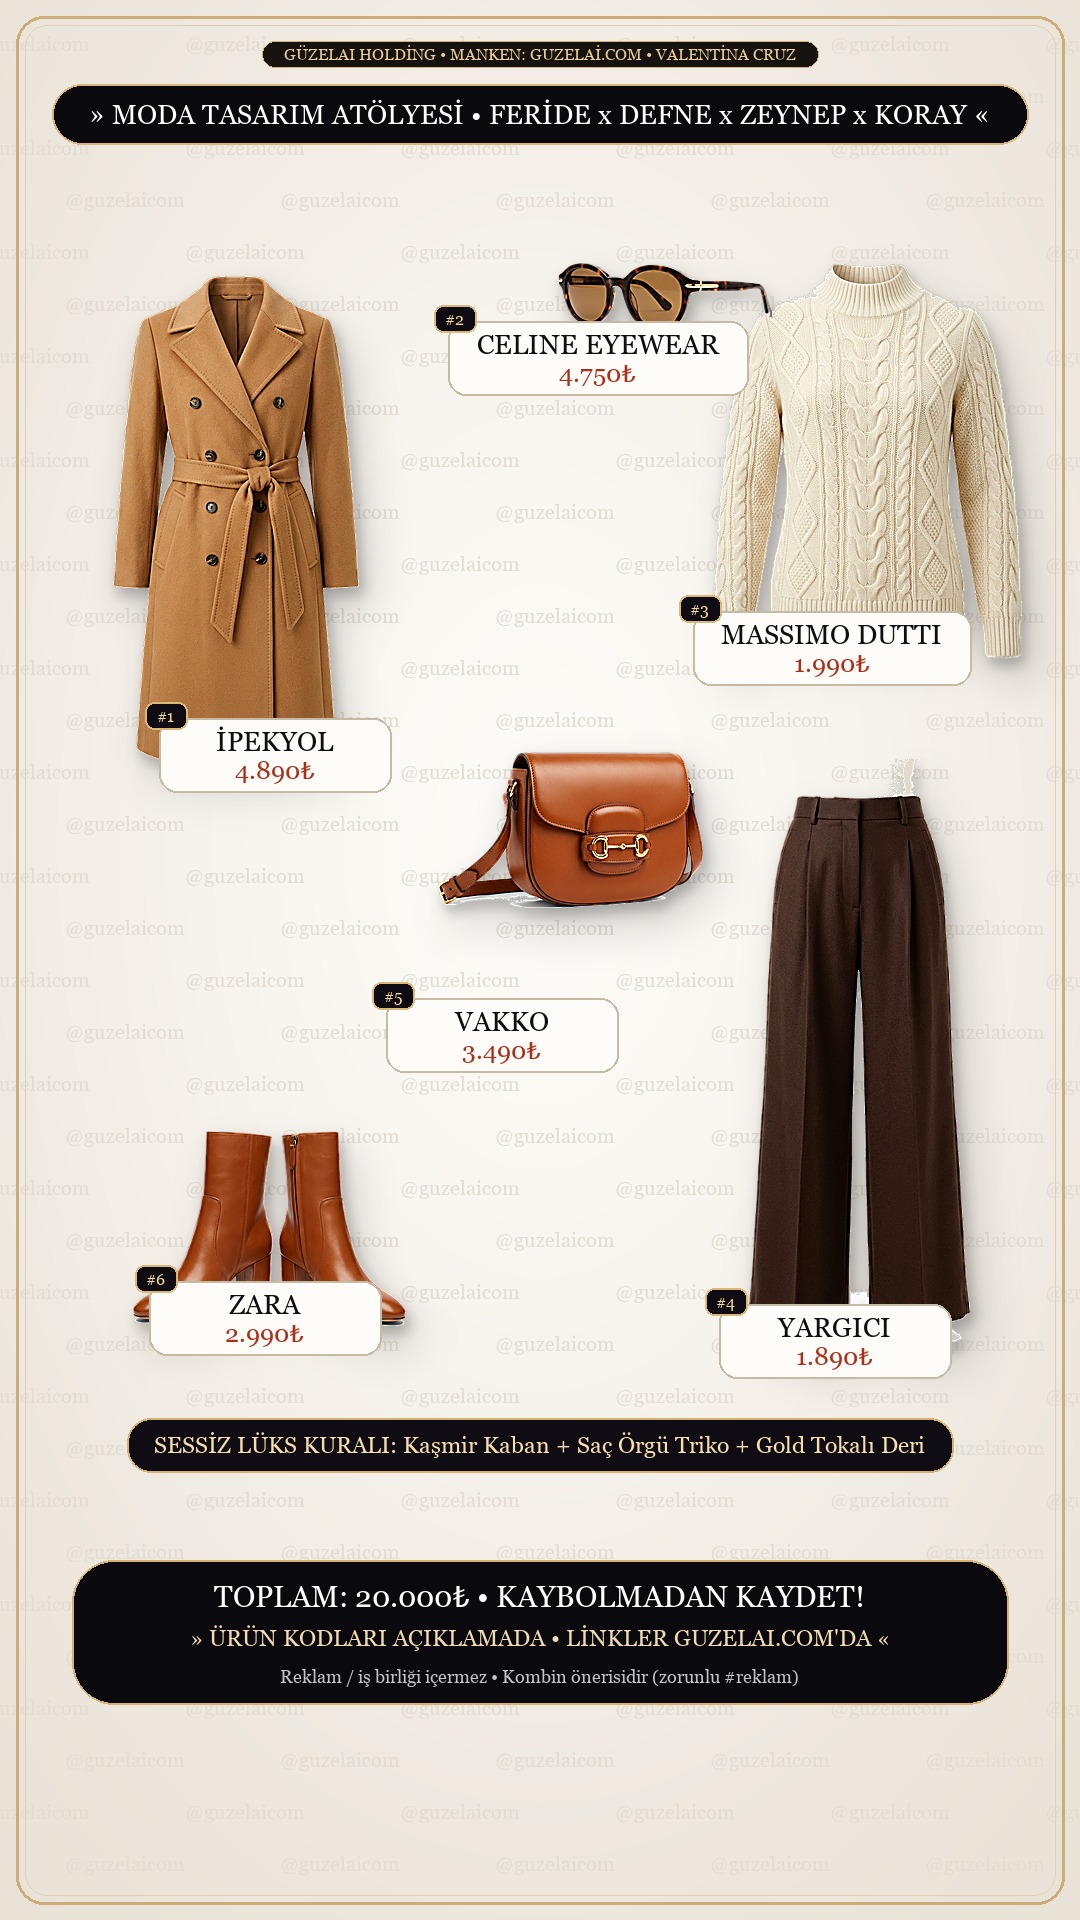 GÜZELAI HOLDİNG • MANKEN: GUZELAİ.COM • VALENTİNA CRUZ
» MODA TASARIM ATÖLYESİ • FERİDE x DEFNE x ZEYNEP x KORAY «
#2
CELINE EYEWEAR
4.750₺
#3
MASSIMO DUTTI
1.990₺
#1
İPEKYOL
4.890₺
#5
VAKKO
3.490₺
#6
ZARA
2.990₺
#4
YARGICI
1.890₺
SESSİZ LÜKS KURALI: Kaşmir Kaban + Saç Örgü Triko + Gold Tokalı Deri
TOPLAM: 20.000₺ • KAYBOLMADAN KAYDET!
» ÜRÜN KODLARI AÇIKLAMADA • LİNKLER GUZELAI.COM'DA «
Reklam / iş birliği içermez • Kombin önerisidir (zorunlu #reklam)
@guzelaicom